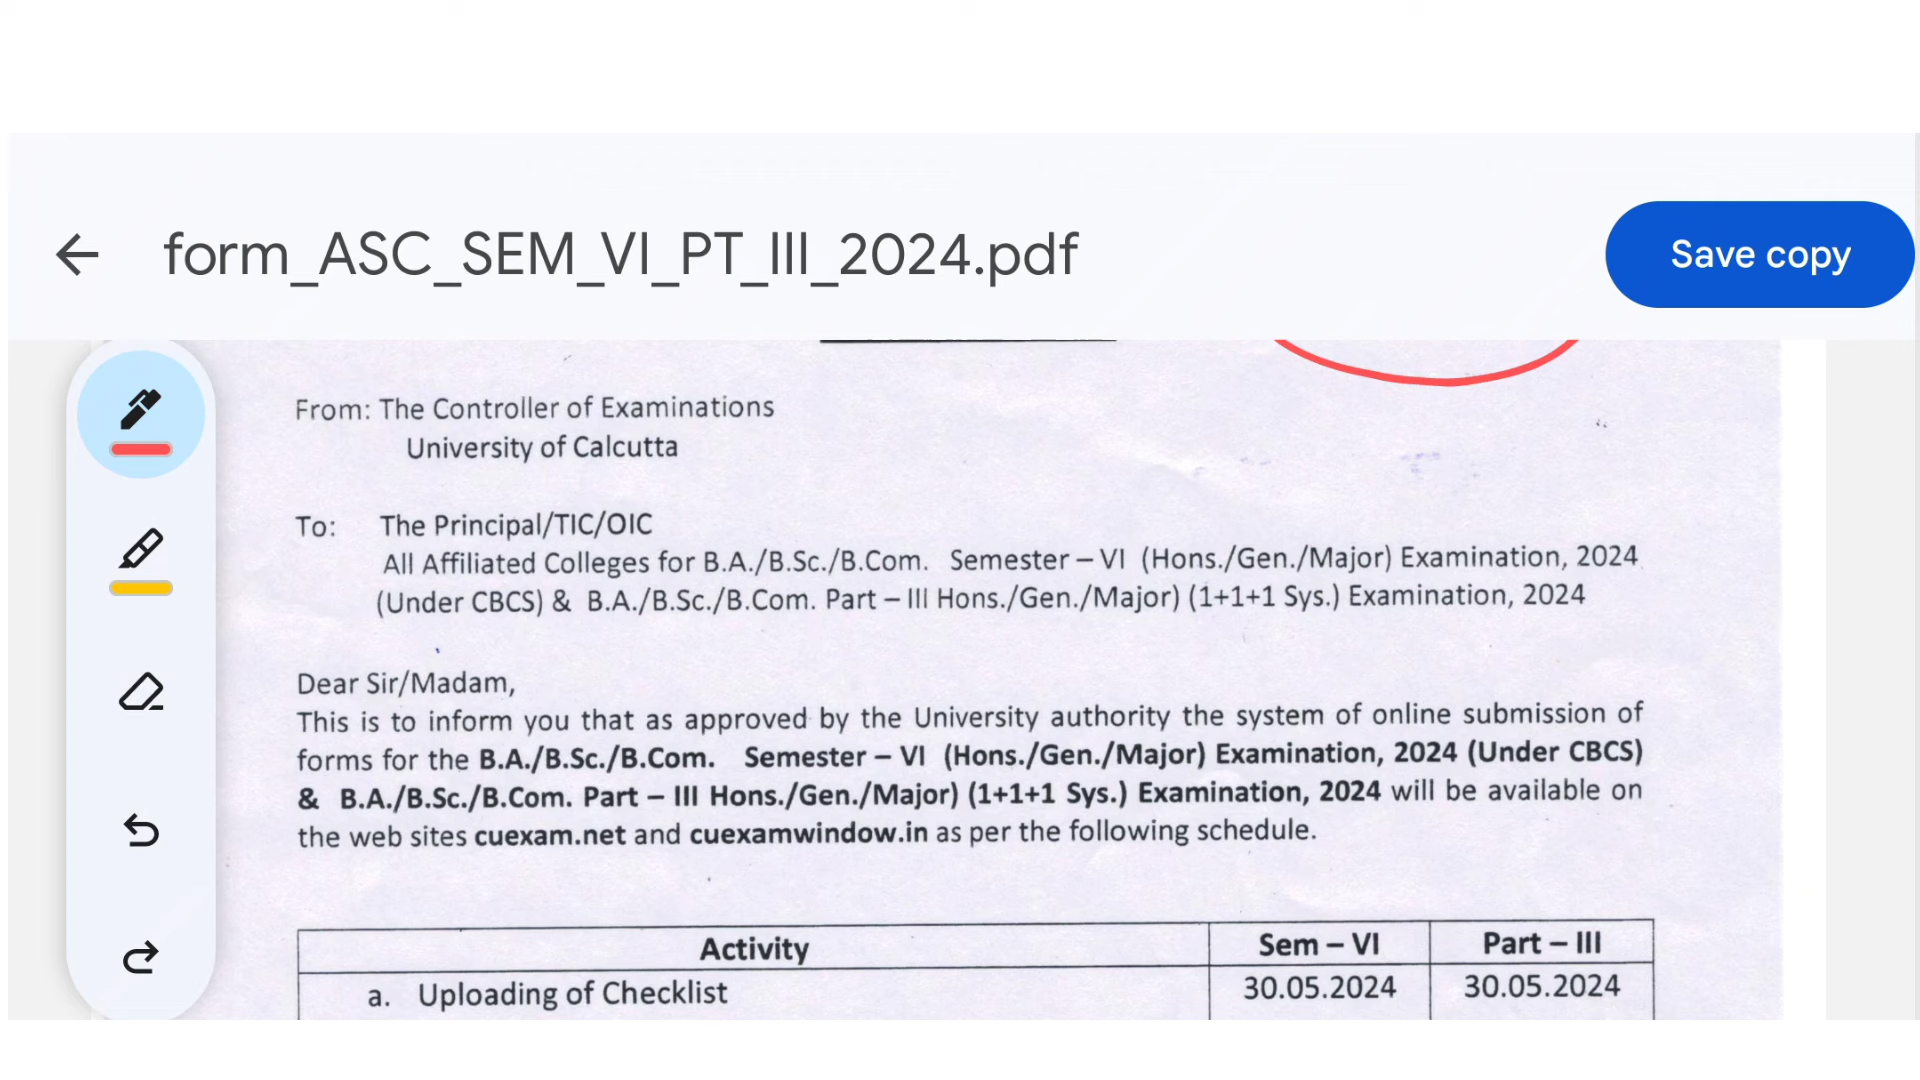 form_ASC_SEM_VI_PT_III_2024.pdf
Save copy
From: The Controller of Examinations
University of Calcutta
To: The Principal/TIC/OIC
All Affiliated Colleges for B.A./B.Sc./B.Com. Semester – VI (Hons./Gen./Major) Examination, 2024
(Under CBCS) & B.A./B.Sc./B.Com. Part – III Hons./Gen./Major) (1+1+1 Sys.) Examination, 2024
Dear Sir/Madam,
This is to inform you that as approved by the University authority the system of online submission of
forms for the B.A./B.Sc./B.Com. Semester – VI (Hons./Gen./Major) Examination, 2024 (Under CBCS)
& B.A./B.Sc./B.Com. Part – III Hons./Gen./Major) (1+1+1 Sys.) Examination, 2024 will be available on
the web sites cuexam.net and cuexamwindow.in as per the following schedule.
Activity Sem – VI Part – III
a. Uploading of Checklist 30.05.2024 30.05.2024